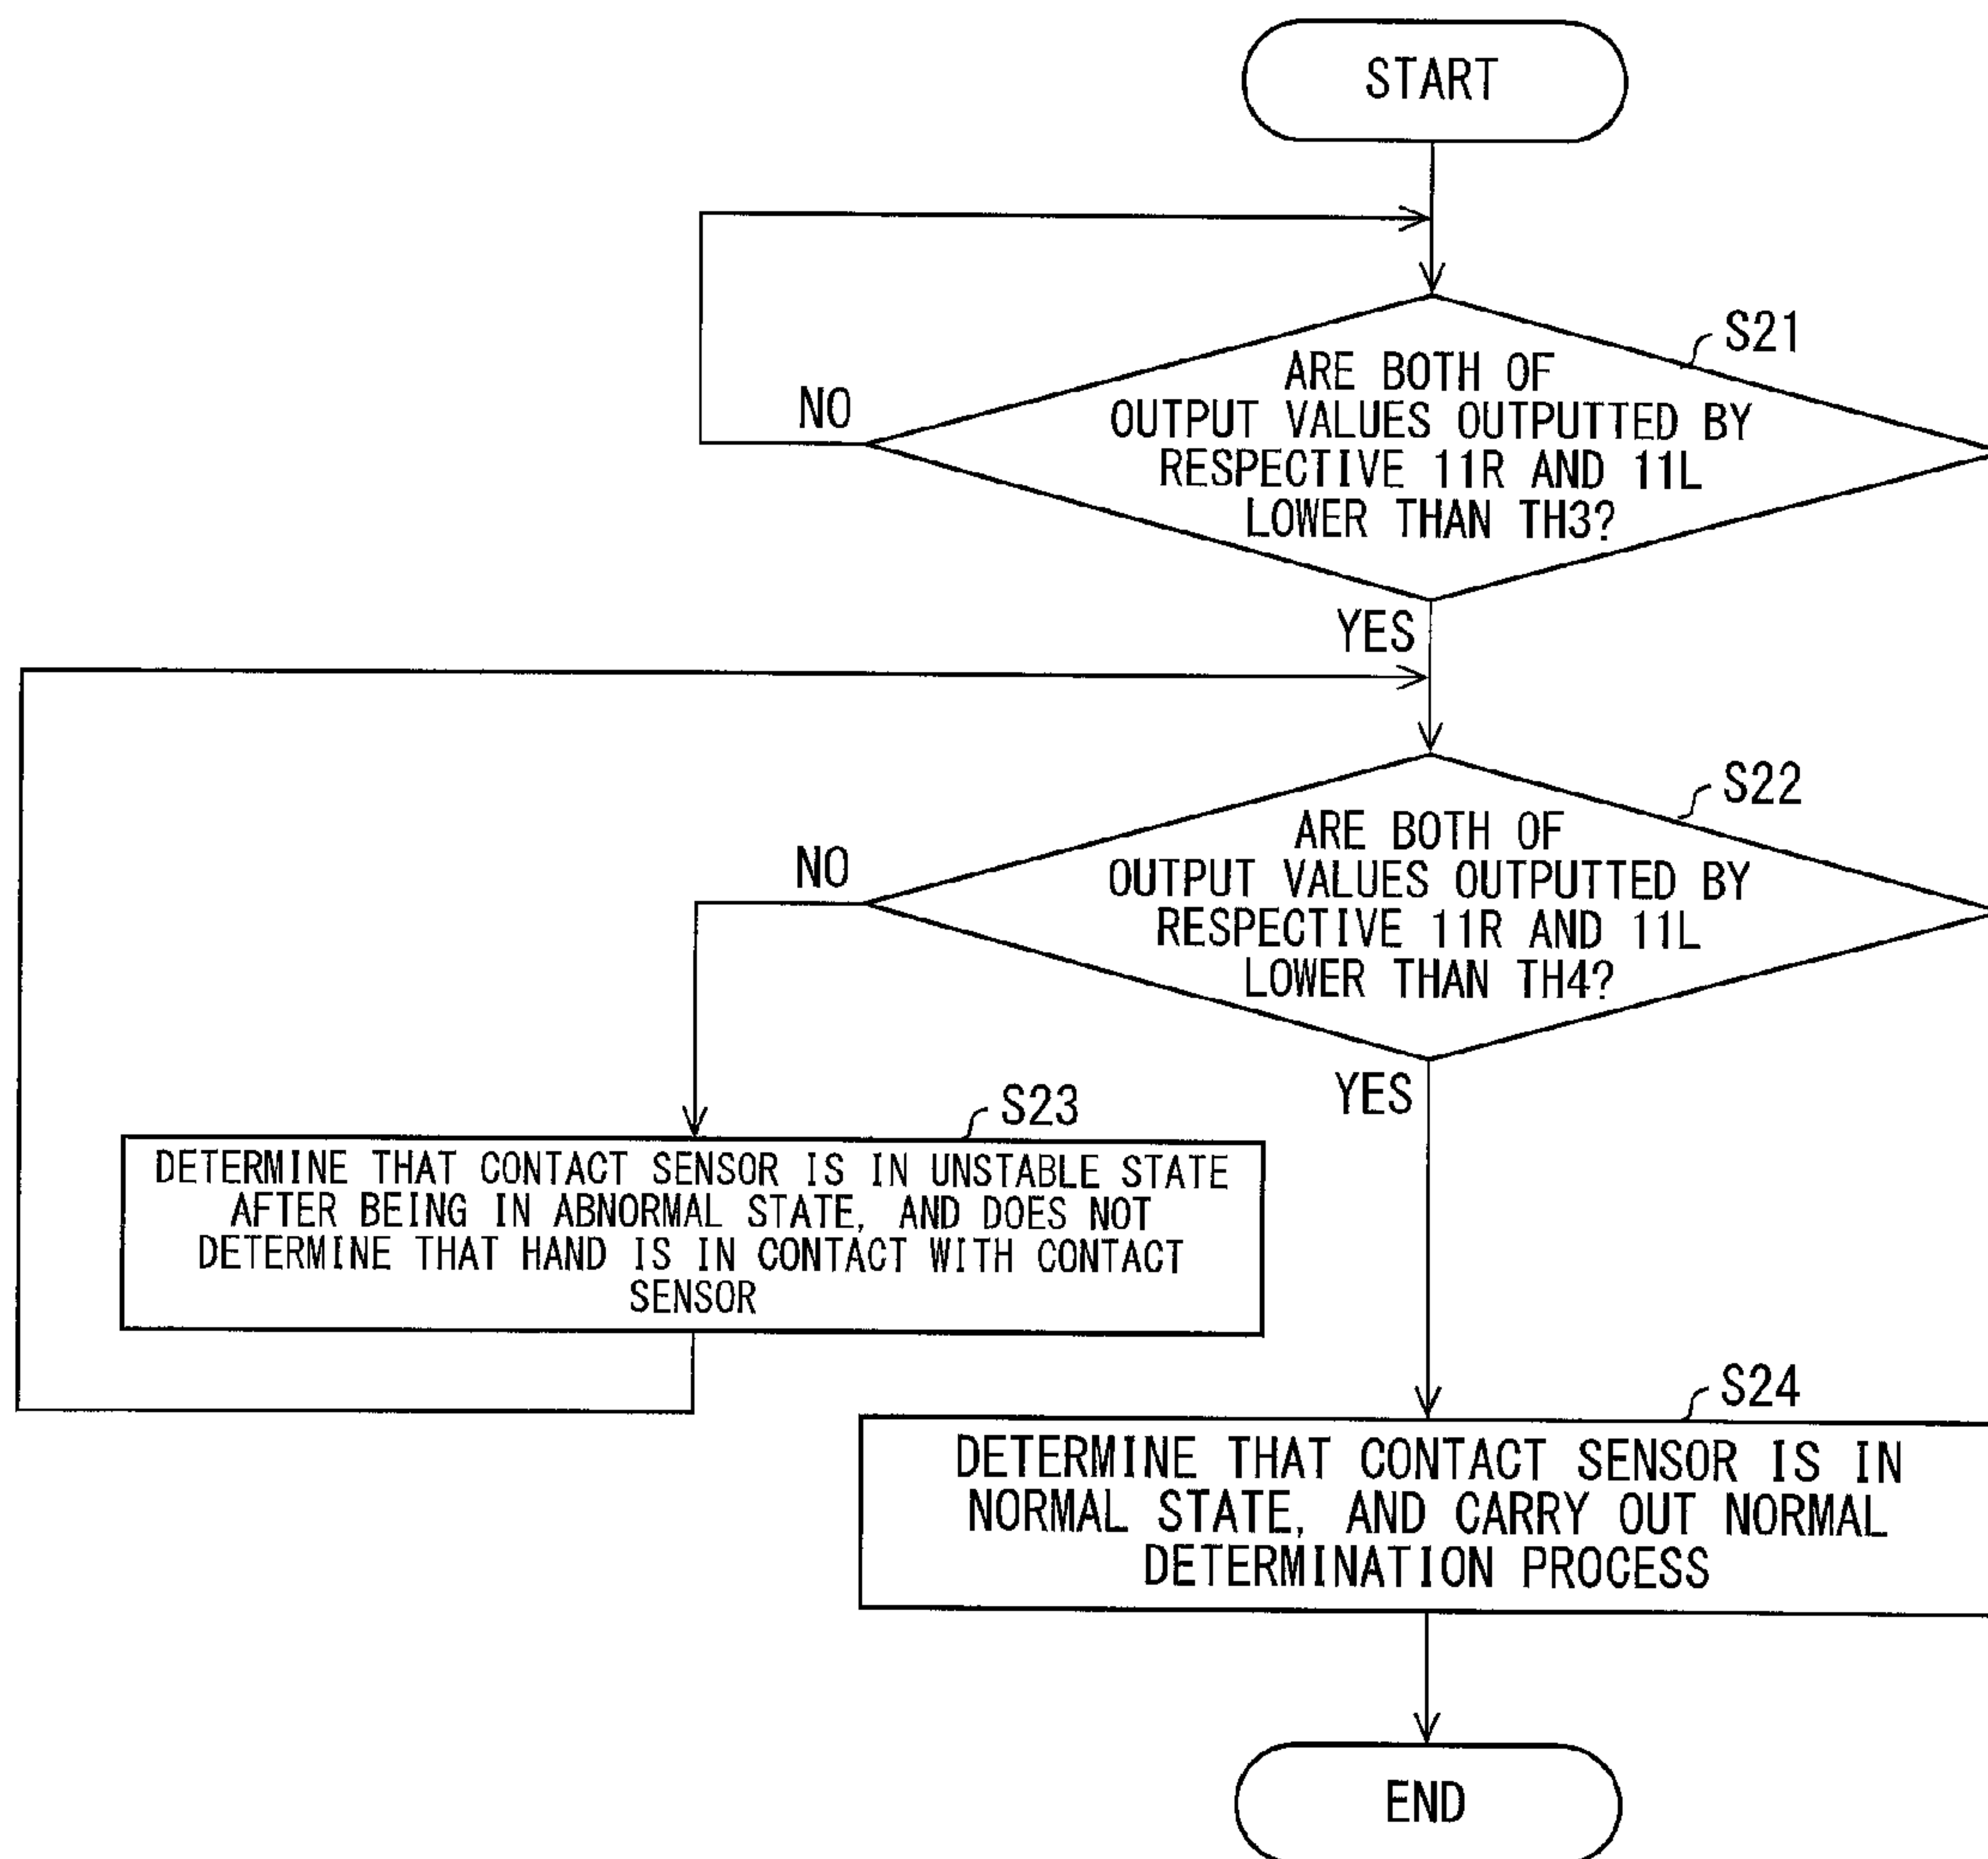 START
S21
ARE BOTH OF
OUTPUT VALUES OUTPUTTED BY
RESPECTIVE 11R AND 11L
LOWER THAN TH3?
NO
YES
S22
ARE BOTH OF
OUTPUT VALUES OUTPUTTED BY
RESPECTIVE 11R AND 11L
LOWER THAN TH4?
NO
YES
S23
DETERMINE THAT CONTACT SENSOR IS IN UNSTABLE STATE
AFTER BEING IN ABNORMAL STATE, AND DOES NOT
DETERMINE THAT HAND IS IN CONTACT WITH CONTACT
SENSOR
S24
DETERMINE THAT CONTACT SENSOR IS IN
NORMAL STATE, AND CARRY OUT NORMAL
DETERMINATION PROCESS
END